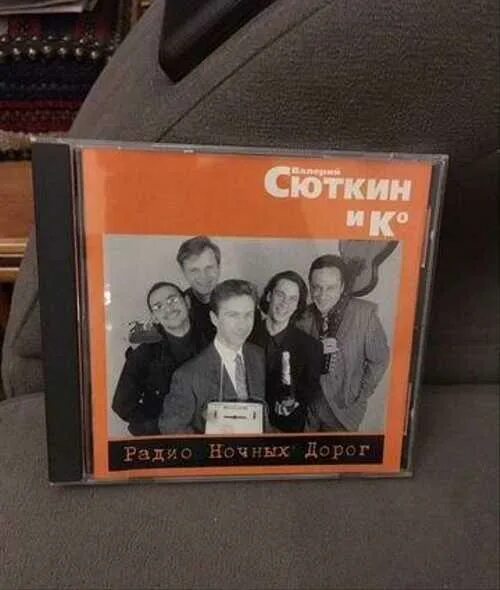 Валерий
Сюткин
и Ко
Радио Ночных Дорог